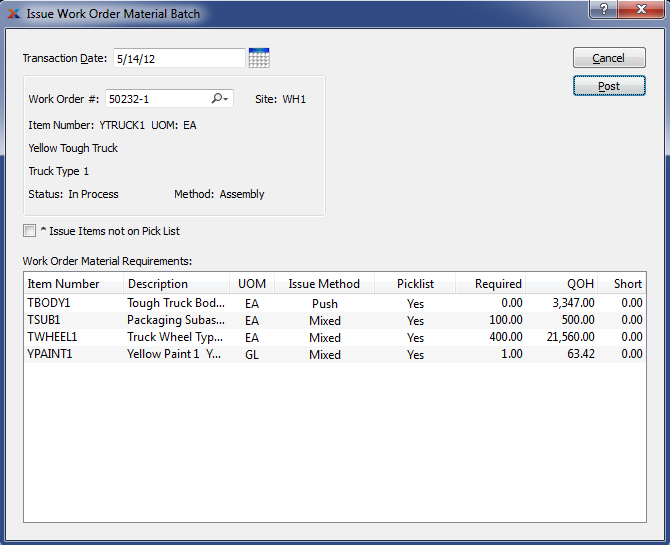 Issue Work Order Material Batch
Transaction Date: 5/14/12
Cancel
Post
Work Order #: 50232-1 Site: WH1
Item Number: YTRUCK1 UOM: EA
Yellow Tough Truck
Truck Type 1
Status: In Process Method: Assembly
^ Issue Items not on Pick List
Work Order Material Requirements:
Item Number Description UOM Issue Method Picklist Required QOH Short
TBODY1 Tough Truck Bod... EA Push Yes 0.00 3,347.00 0.00
TSUB1 Packaging Subas... EA Mixed Yes 100.00 500.00 0.00
TWHEEL1 Truck Wheel Typ... EA Mixed Yes 400.00 21,560.00 0.00
YPAINT1 Yellow Paint 1 Y... GL Mixed Yes 1.00 63.42 0.00